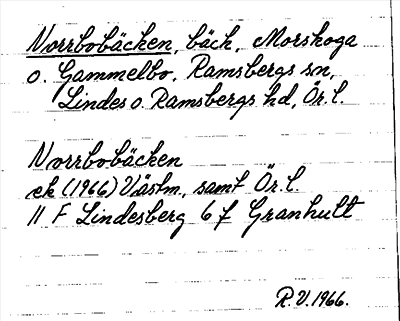 Norrbobäcken, bäck, Morskoga
o. Gammelbo, Ramsbergs sn,
Lindes o. Ramsbergs hd, Ör. l.
Norrbobäcken
ek (1966) Västm, samt Ör. l.
11 F Lindesberg 6 f Granhult
R.V. 1966.